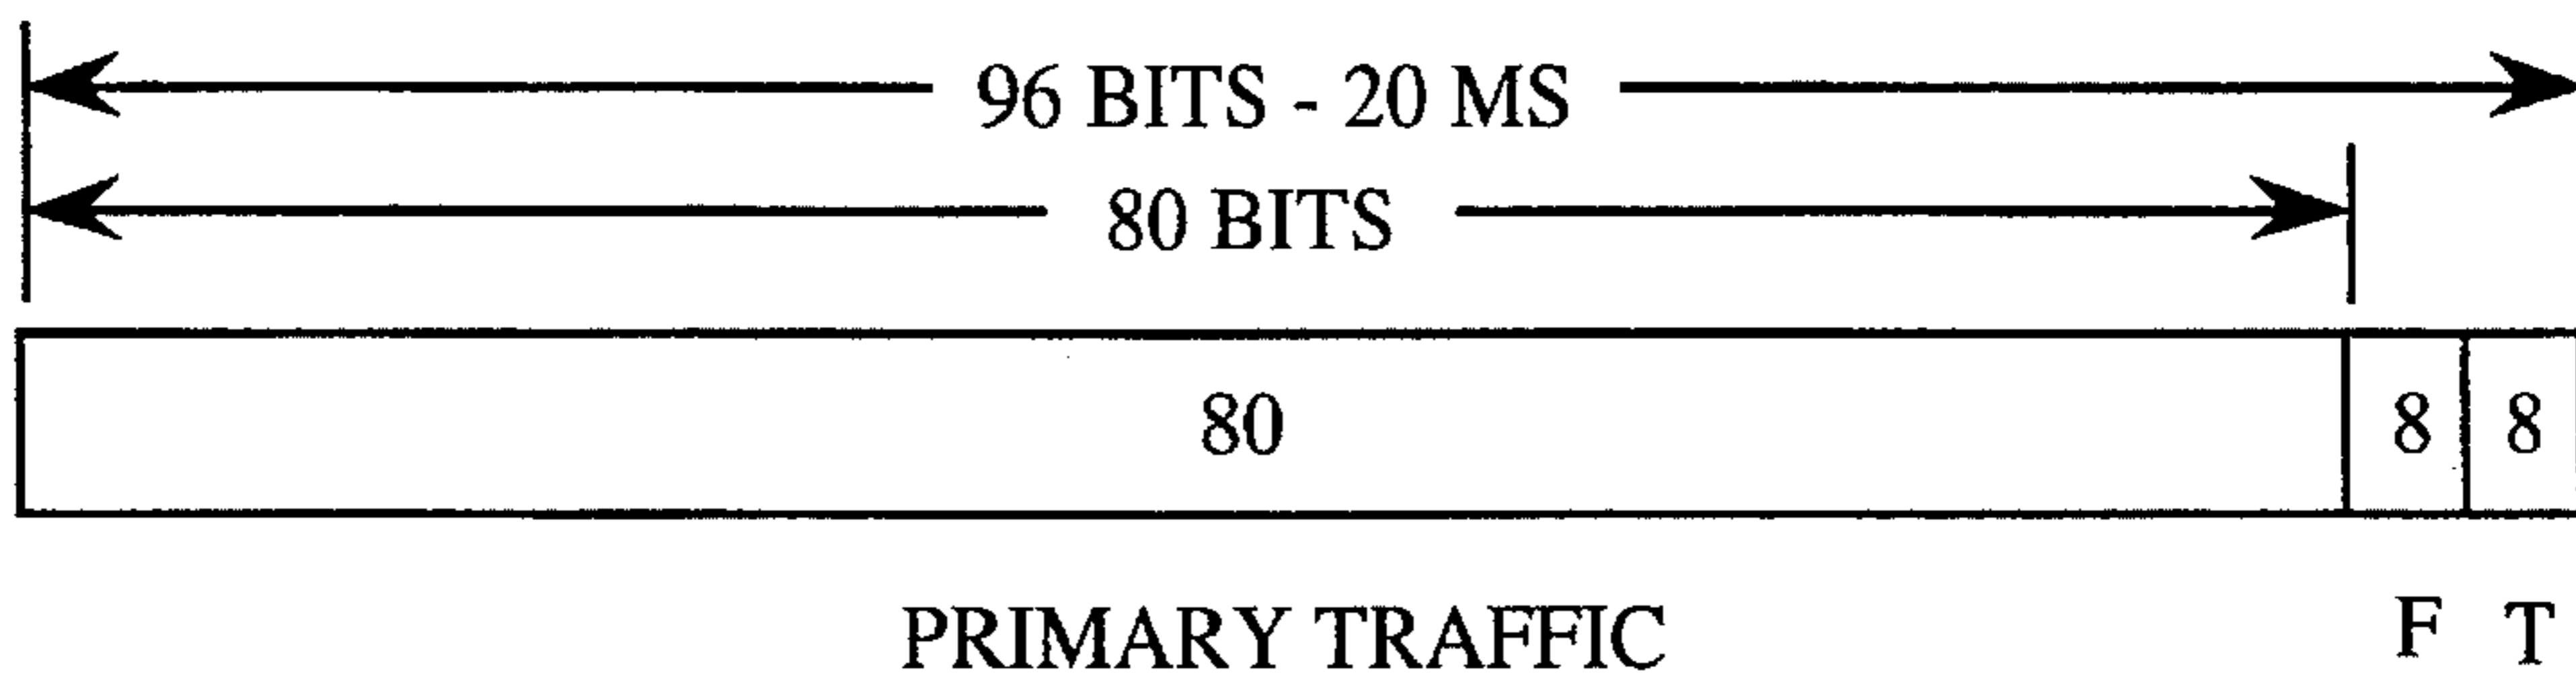 96 BITS - 20 MS
80 BITS
80 8 8
PRIMARY TRAFFIC F T